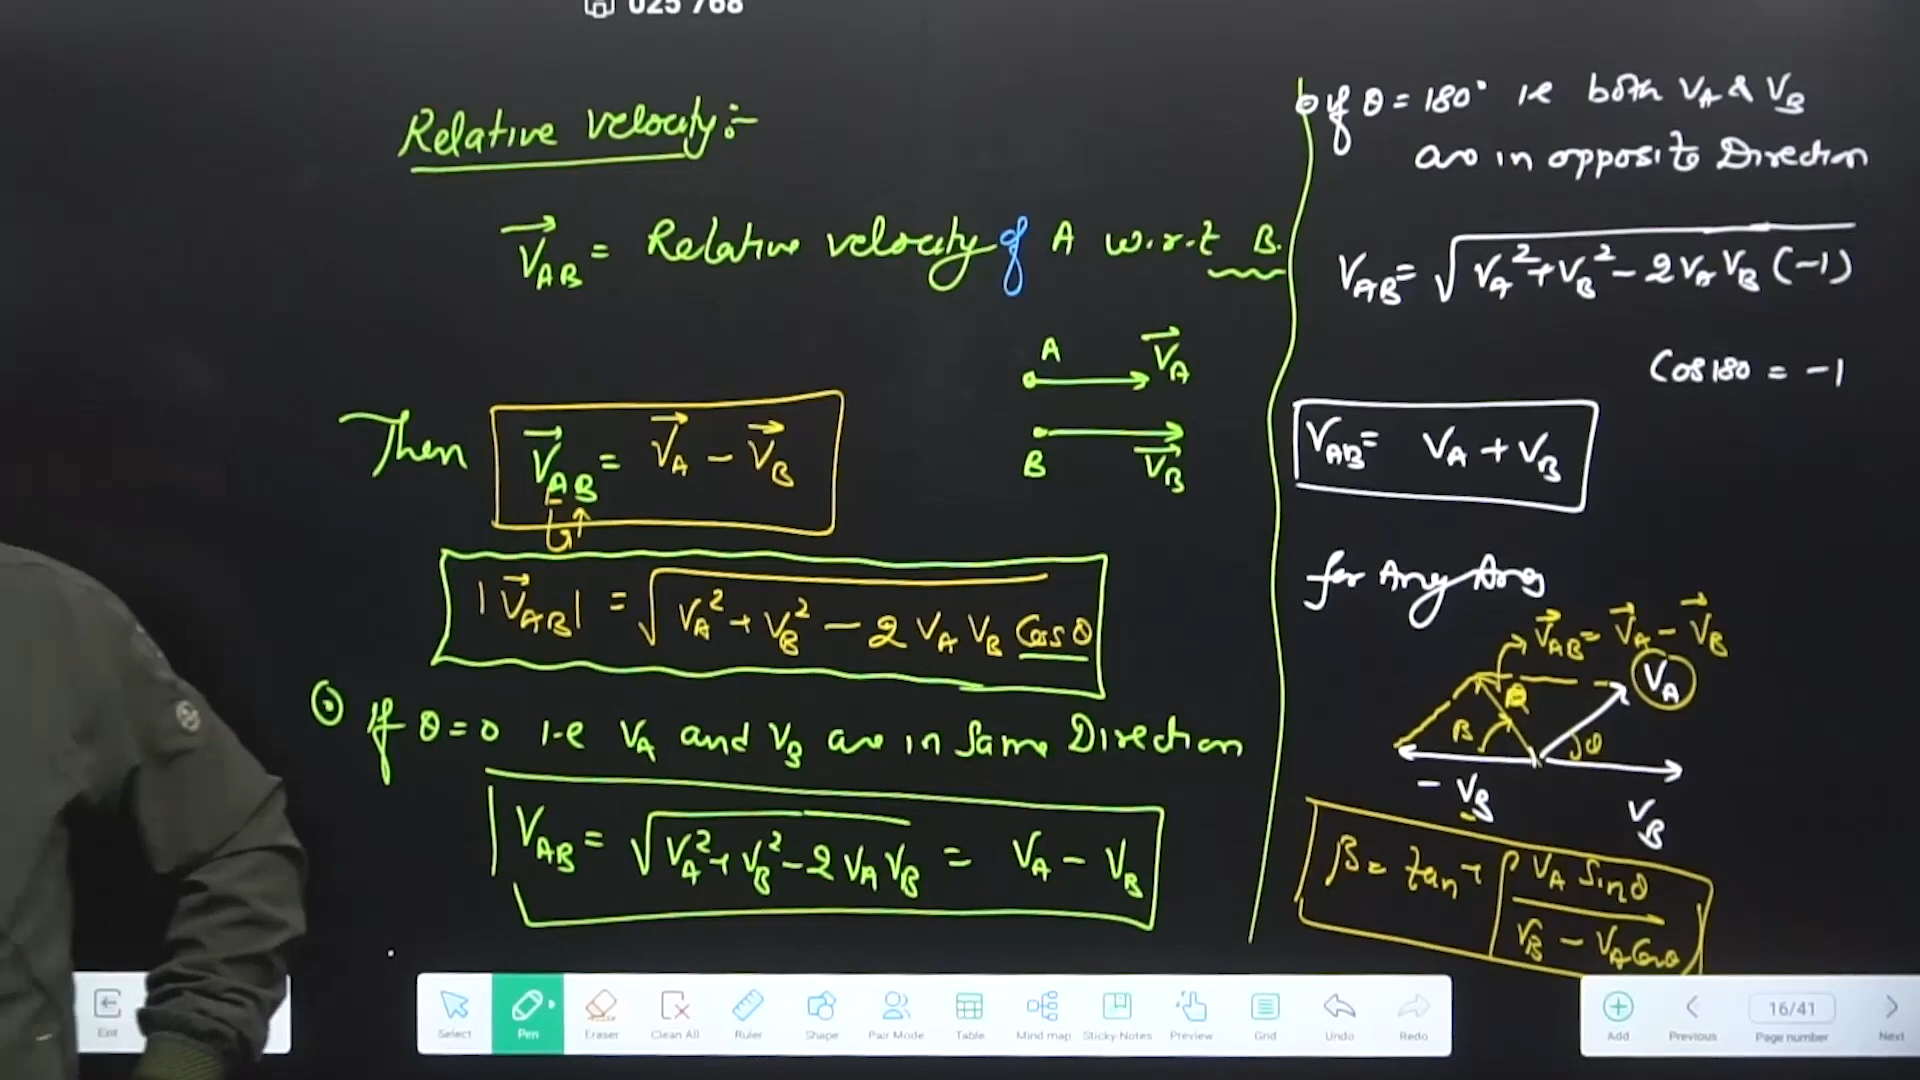 025 768
Relative velocity:-
V⃗AB = Relative velocity of A w.r.t B.
A V⃗A
B V⃗B
Then V⃗AB = V⃗A - V⃗B
|V⃗AB| = √(VA² + VB² - 2 VA VB Cos θ)
If θ = 0 i.e VA and VB are in Same Direction
VAB = √(VA² + VB² - 2 VA VB) = VA - VB
If θ = 180° i.e both VA & VB
are in opposite Direction
VAB = √(VA² + VB² - 2 VA VB (-1))
Cos 180 = -1
VAB = VA + VB
for Any Ang
V⃗AB = V⃗A - V⃗B
VA
β θ
- VB VB
β = tan⁻¹ [VA Sin θ / VB - VA Cos θ]
Exit
Select Pen Eraser Clean All Ruler Shape Pair Mode Table Mind map Sticky Notes Preview Grid Undo Redo
Add Previous 16/41 Page number Next